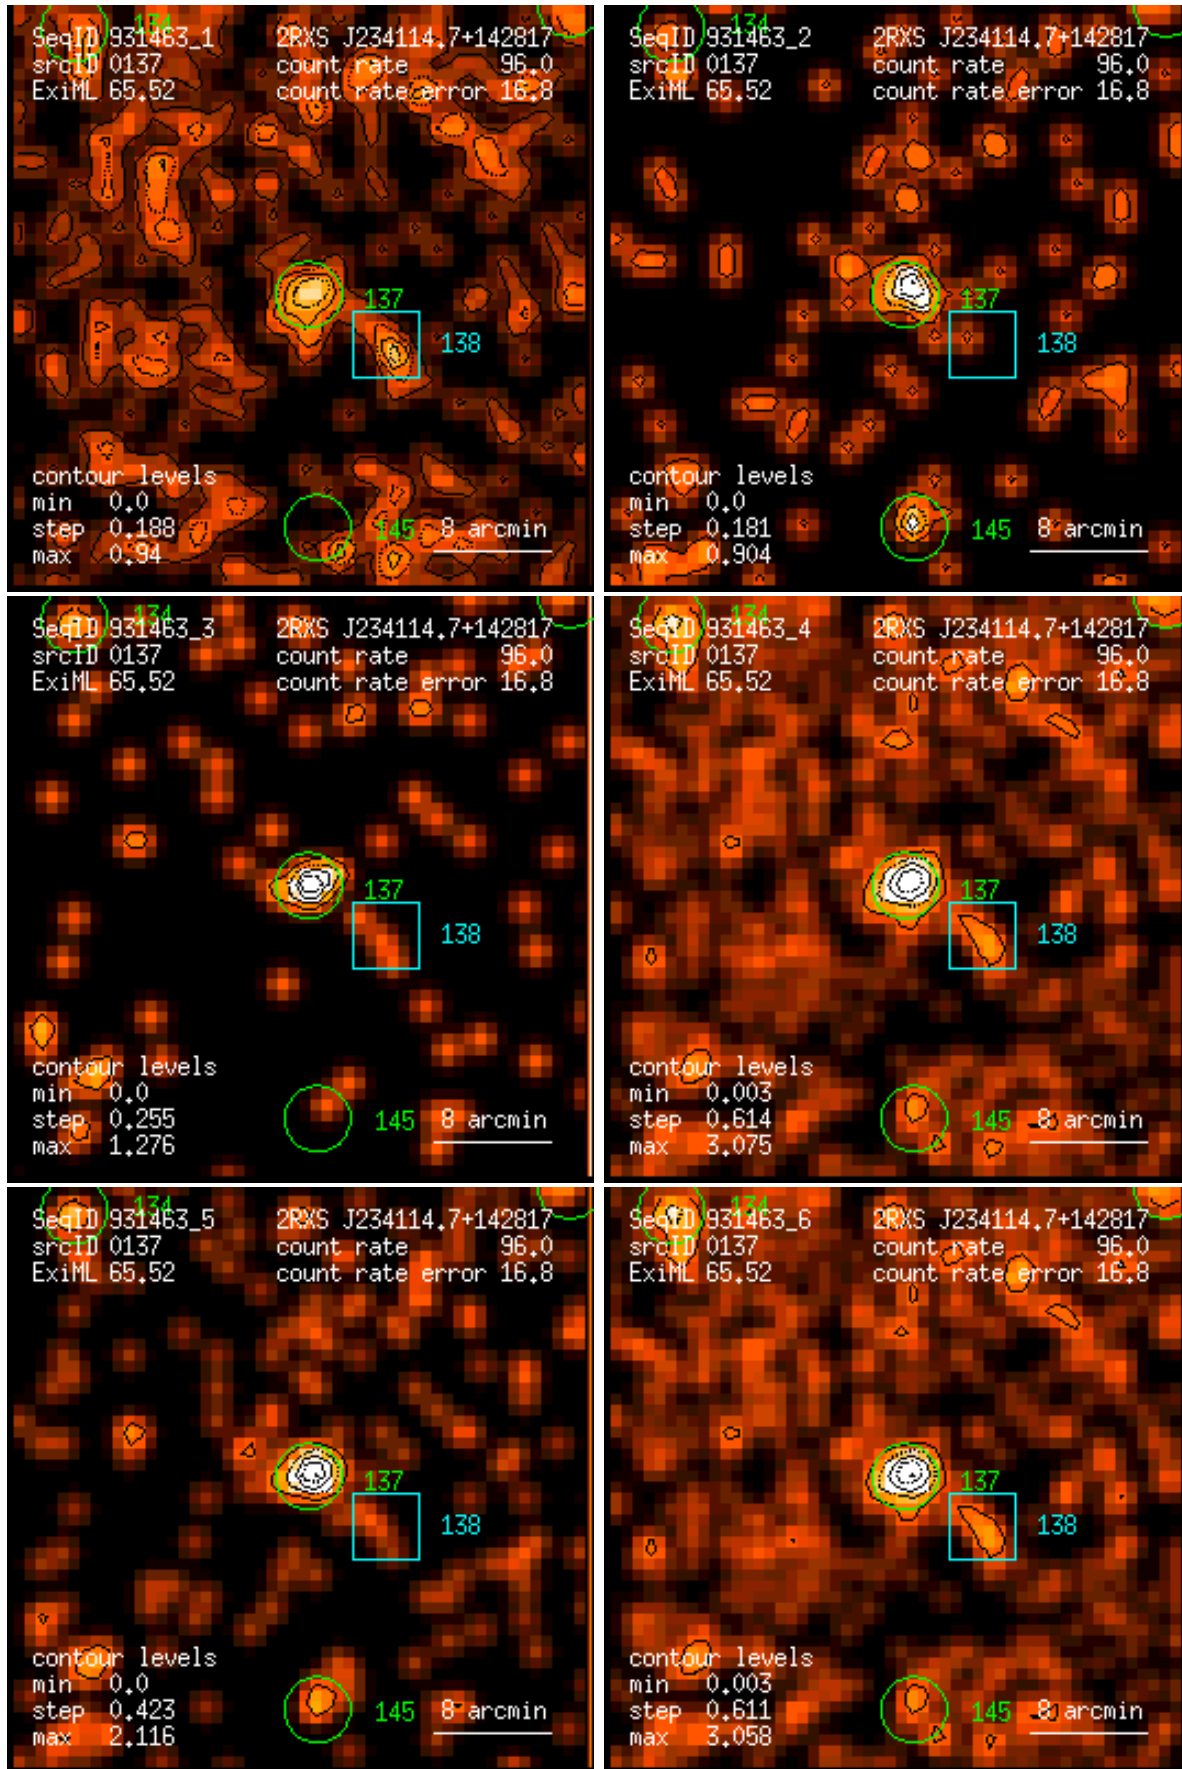 134
SeqID 931463_1 2RXS J234114.7+142817
srcID 0137 count rate 96.0
ExiML 65.52 count rate error 16.8
137
138
contour levels
min 0.0
step 0.188 145 8 arcmin
max 0.94
134
SeqID 931463_2 2RXS J234114.7+142817
srcID 0137 count rate 96.0
ExiML 65.52 count rate error 16.8
137
138
contour levels
min 0.0
step 0.181 145 8 arcmin
max 0.904
134
SeqID 931463_3 2RXS J234114.7+142817
srcID 0137 count rate 96.0
ExiML 65.52 count rate error 16.8
137
138
contour levels
min 0.0
step 0.255 145 8 arcmin
max 1.276
134
SeqID 931463_4 2RXS J234114.7+142817
srcID 0137 count rate 96.0
ExiML 65.52 count rate error 16.8
137
138
contour levels
min 0.003
step 0.614 145 8 arcmin
max 3.075
134
SeqID 931463_5 2RXS J234114.7+142817
srcID 0137 count rate 96.0
ExiML 65.52 count rate error 16.8
137
138
contour levels
min 0.0
step 0.423 145 8 arcmin
max 2.116
134
SeqID 931463_6 2RXS J234114.7+142817
srcID 0137 count rate 96.0
ExiML 65.52 count rate error 16.8
137
138
contour levels
min 0.003
step 0.611 145 8 arcmin
max 3.058